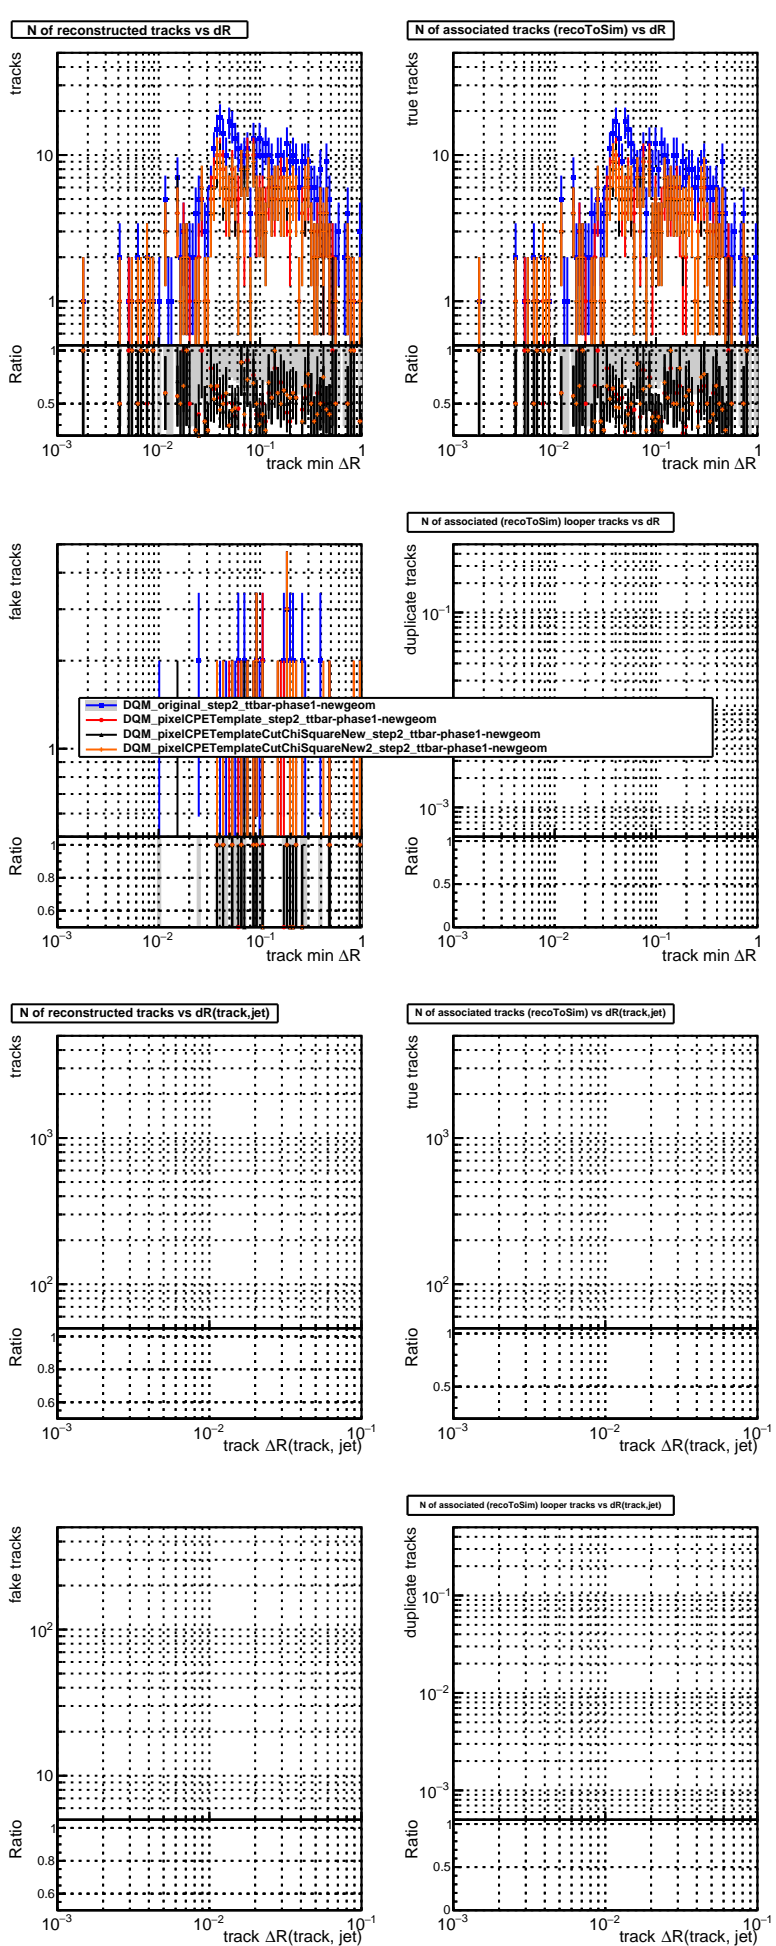 N of reconstructed tracks vs dR
tracks
10
1
Ratio
1
0.5
10−3 10−2 10−1 1
track min ΔR
N of associated tracks (recoToSim) vs dR
true tracks
10
1
Ratio
1
0.5
10−3 10−2 10−1 1
track min ΔR
fake tracks
1
Ratio
1
0.8
0.6
10−3 10−2 10−1 1
track min ΔR
N of associated (recoToSim) looper tracks vs dR
duplicate tracks
10−1
10−3
Ratio
1
0.5
0
10−3 10−2 10−1 1
track min ΔR
DQM_original_step2_ttbar-phase1-newgeom
DQM_pixelCPETemplate_step2_ttbar-phase1-newgeom
DQM_pixelCPETemplateCutChiSquareNew_step2_ttbar-phase1-newgeom
DQM_pixelCPETemplateCutChiSquareNew2_step2_ttbar-phase1-newgeom
N of reconstructed tracks vs dR(track,jet)
tracks
103
102
Ratio
1
0.8
0.6
10−3 10−2 10−1
track ΔR(track, jet)
N of associated tracks (recoToSim) vs dR(track,jet)
true tracks
103
102
Ratio
1
0.5
10−3 10−2 10−1
track ΔR(track, jet)
fake tracks
102
10
Ratio
1
0.8
0.6
10−3 10−2 10−1
track ΔR(track, jet)
N of associated (recoToSim) looper tracks vs dR(track,jet)
duplicate tracks
10−1
10−2
10−3
Ratio
1
0.5
0
10−3 10−2 10−1
track ΔR(track, jet)